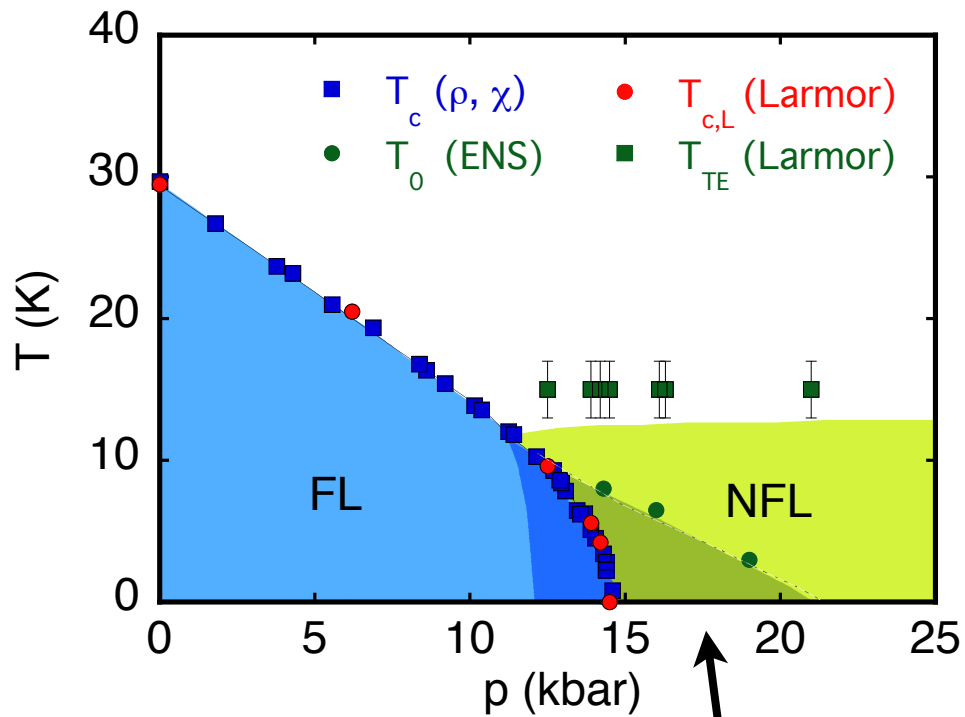 40
T_c (ρ, χ)
T_c,L (Larmor)
T_0 (ENS)
T_TE (Larmor)
30
T (K)
20
10
FL
NFL
0
0 5 10 15 20 25
p (kbar)